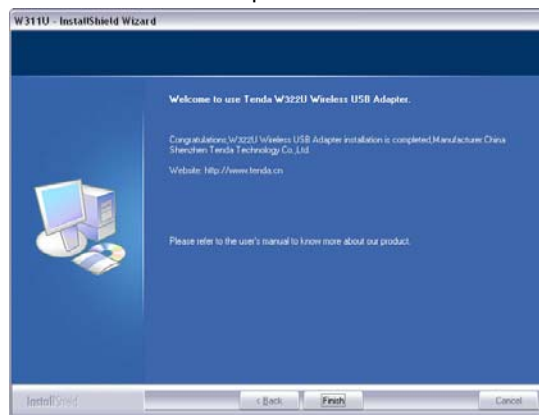 W311U - InstallShield Wizard
Welcome to use Tenda W322U Wireless USB Adapter.
Congratulations,W322U Wireless USB Adapter installation is completed,Manufacturer:China
Shenzhen Tenda Technology Co.,Ltd.
Website: http://www.tenda.cn
Please refer to the user's manual to know more about our product.
InstallShield
< Back
Finish
Cancel